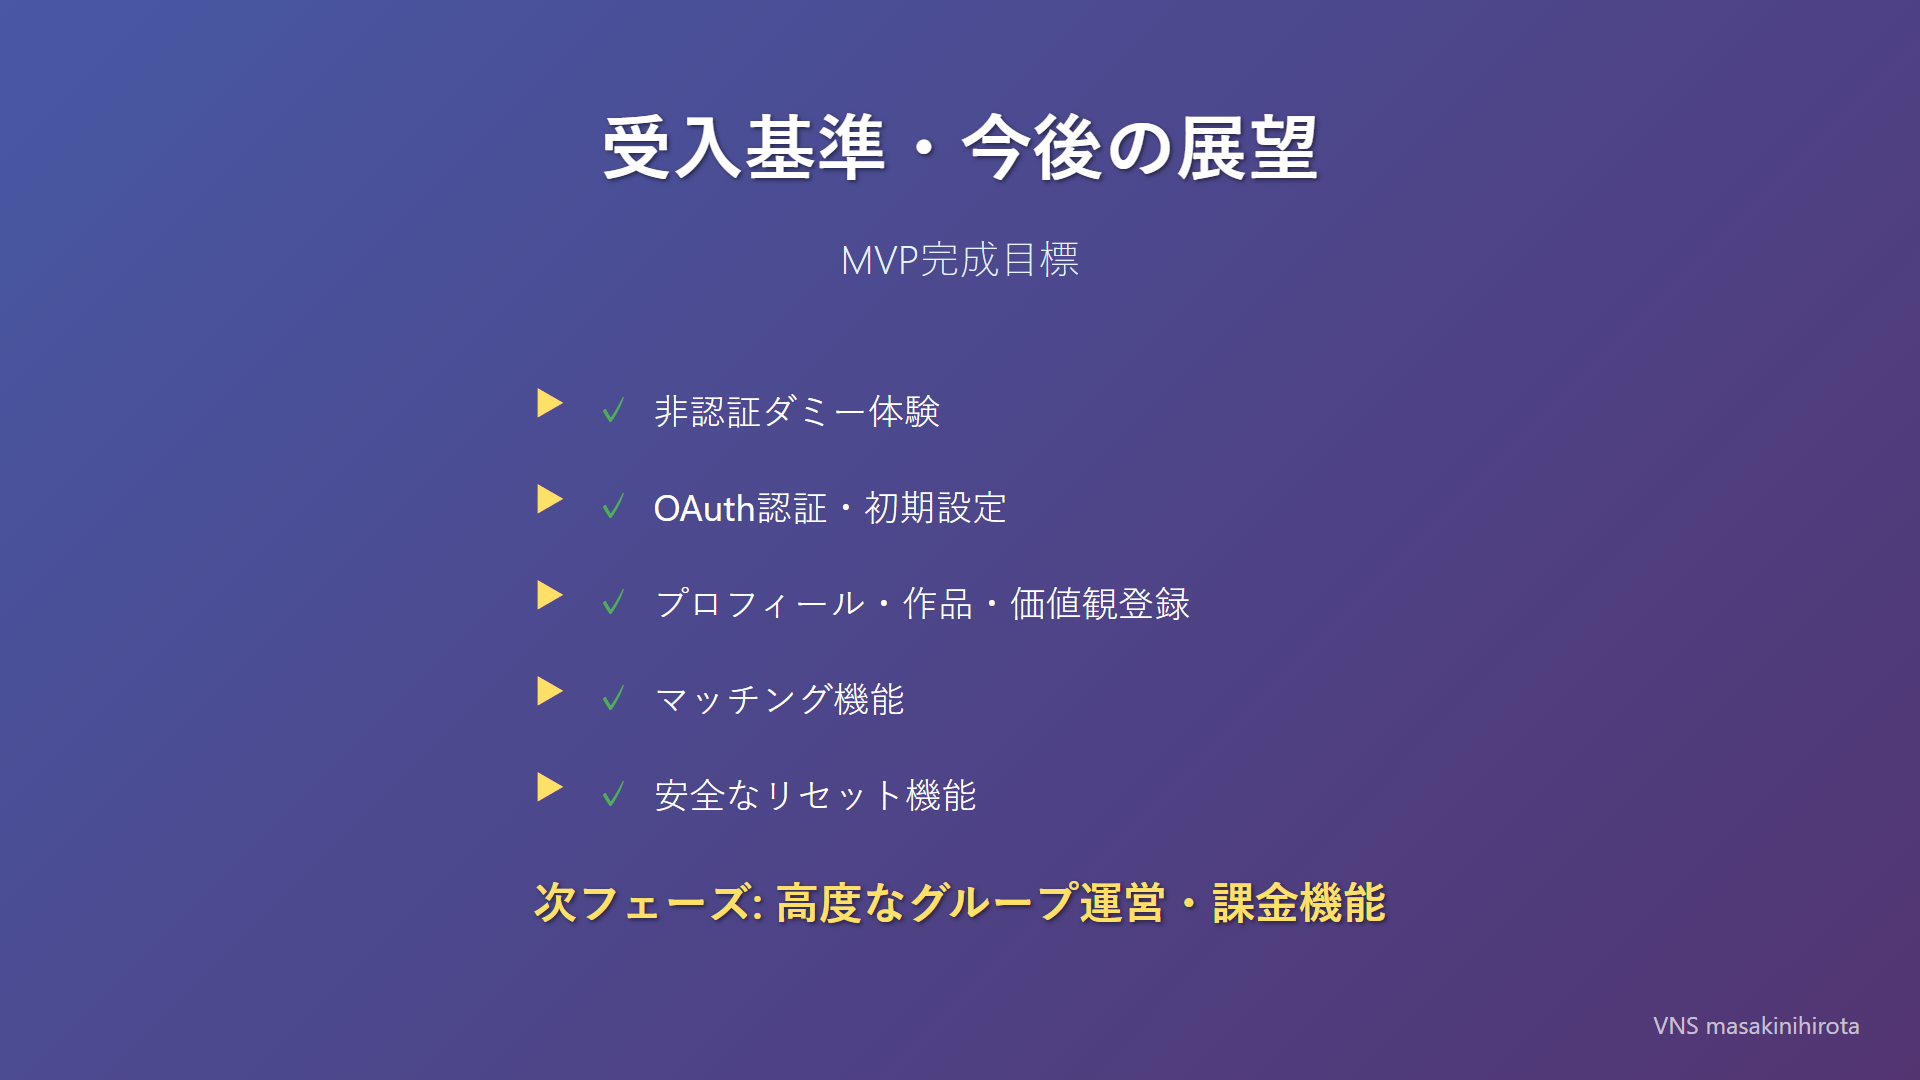 受入基準・今後の展望
MVP完成目標
▶ ✓ 非認証ダミー体験
▶ ✓ OAuth認証・初期設定
▶ ✓ プロフィール・作品・価値観登録
▶ ✓ マッチング機能
▶ ✓ 安全なリセット機能
次フェーズ: 高度なグループ運営・課金機能
VNS masakinihirota